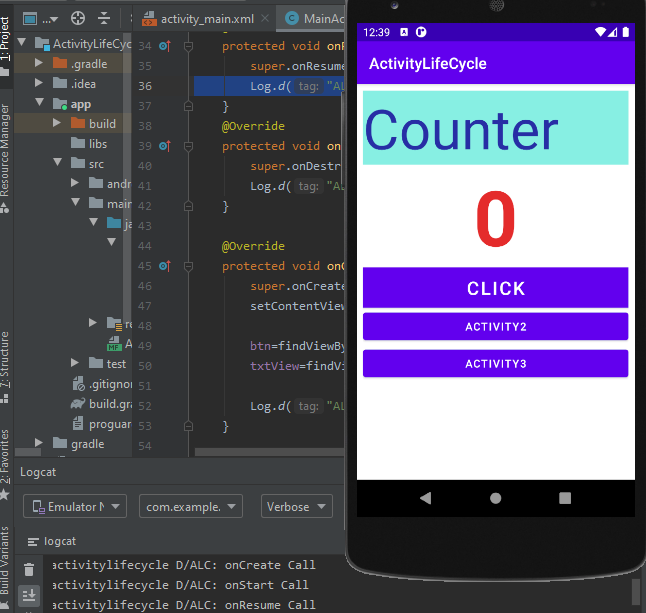 1: Project
Resource Manager
7: Structure
2: Favorites
Build Variants
...
activity_main.xml
MainAc
ActivityLifeCyc
.gradle
.idea
app
build
libs
src
andr
main
ja
re
test
.gitignor
build.gra
proguar
gradle
34 protected void onR
35 super.onResume
36 Log.d( tag: "AL
37 }
38 @Override
39 protected void on
40 super.onDestr
41 Log.d( tag: "AL
42 }
43
44 @Override
45 protected void onC
46 super.onCreate
47 setContentView
48
49 btn=findViewBy
50 txtView=findVi
51
52 Log.d( tag: "AL
53 }
54
Logcat
Emulator N
com.example.
Verbose
logcat
activitylifecycle D/ALC: onCreate Call
activitylifecycle D/ALC: onStart Call
activitylifecycle D/ALC: onResume Call
12:39
ActivityLifeCycle
Counter
0
CLICK
ACTIVITY2
ACTIVITY3